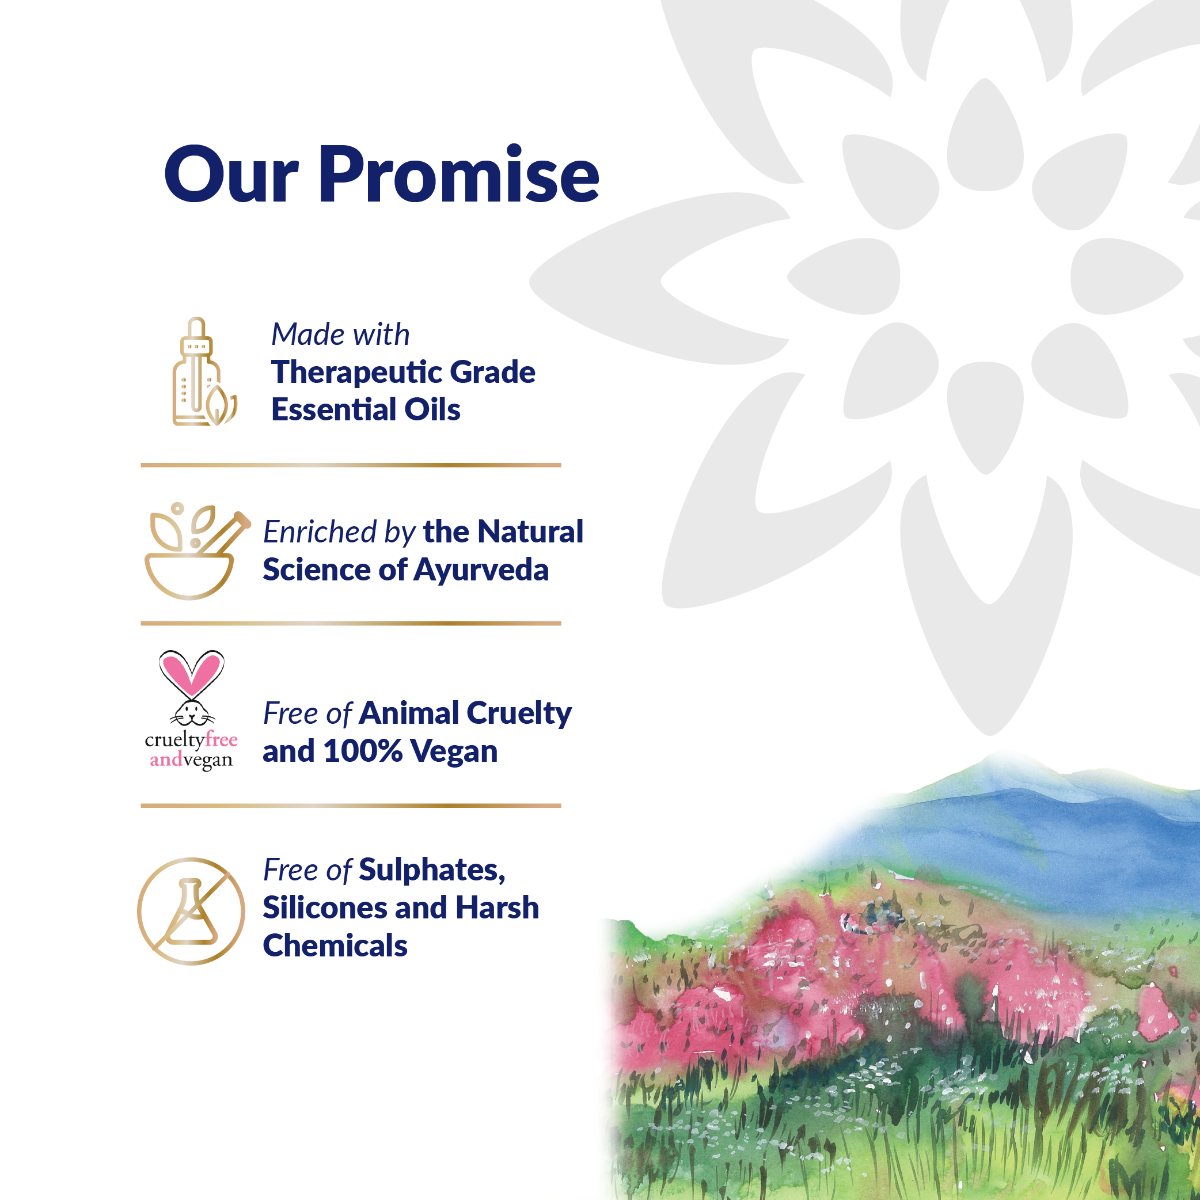 Our Promise
Made with
Therapeutic Grade
Essential Oils
Enriched by the Natural
Science of Ayurveda
crueltyfree
andvegan
Free of Animal Cruelty
and 100% Vegan
Free of Sulphates,
Silicones and Harsh
Chemicals